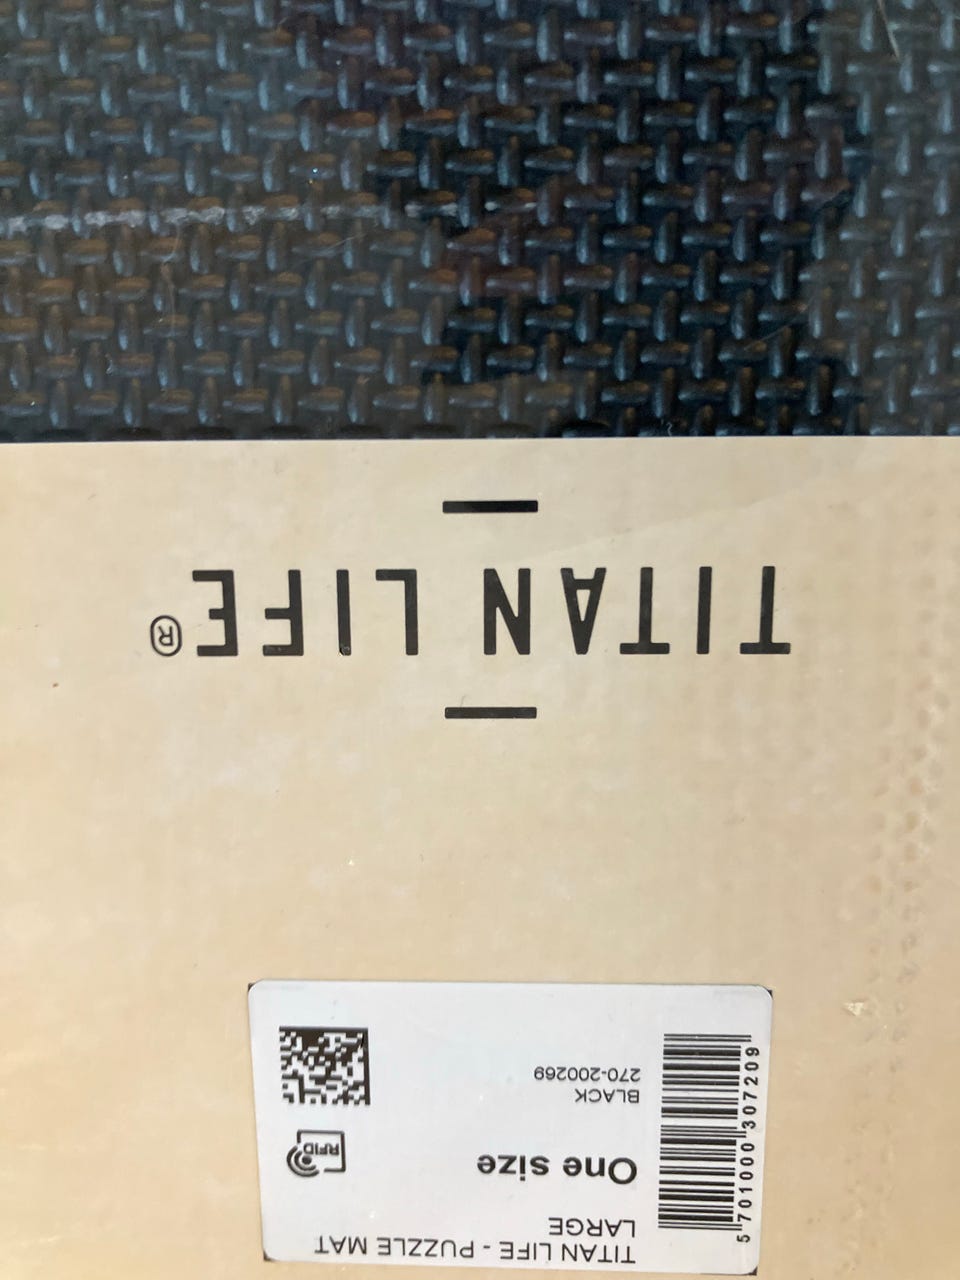 TITAN LIFE®
TITAN LIFE - PUZZLE MAT
LARGE
One size
BLACK
270-200269
RFID
5 701000 307209